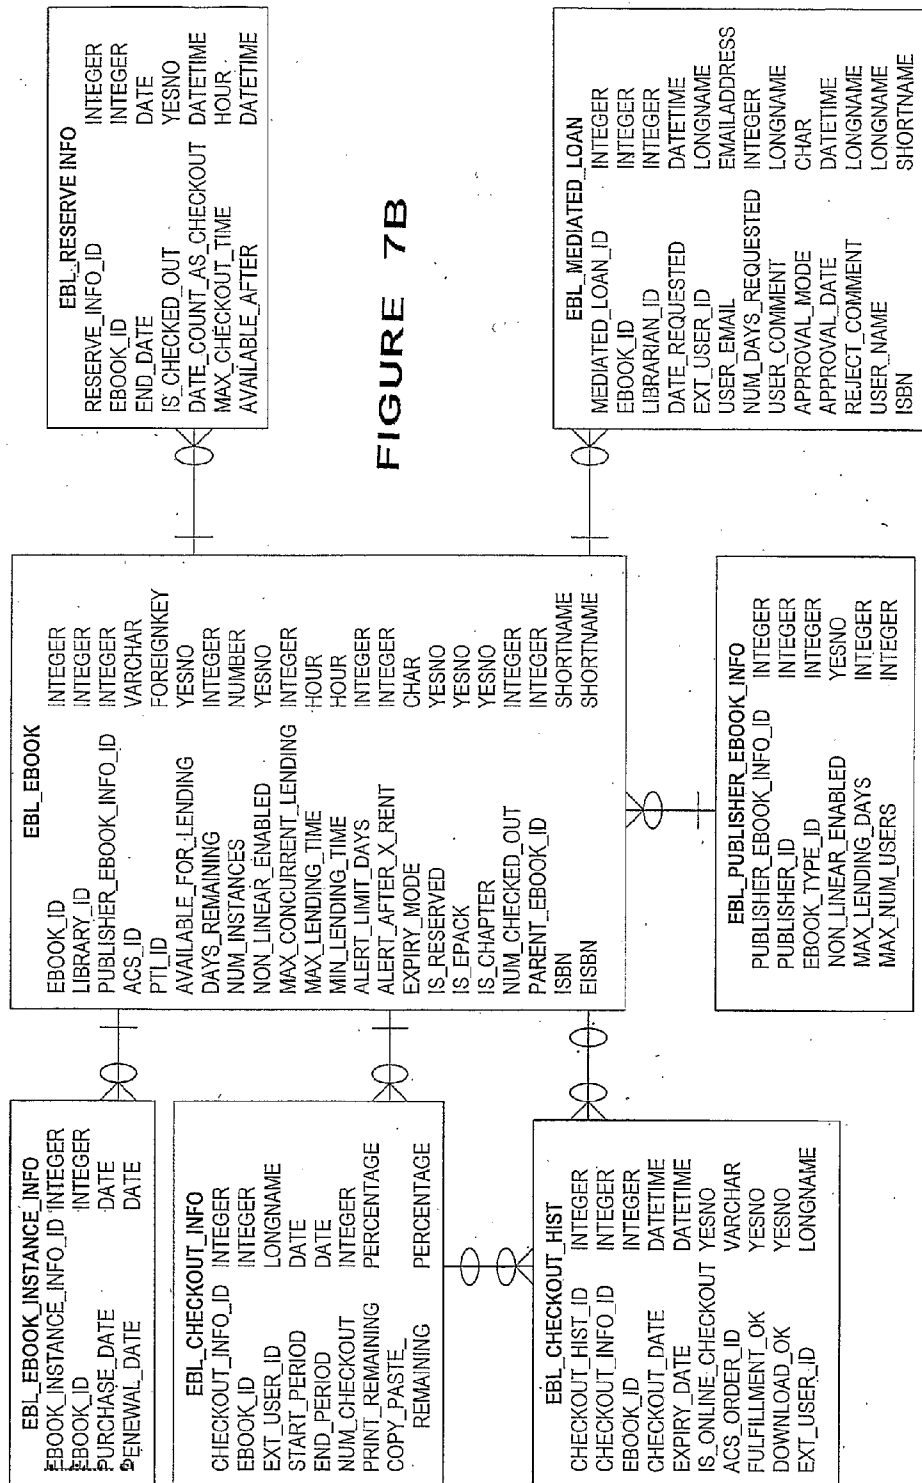 EBL_EBOOK_INSTANCE_INFO
EBOOK_INSTANCE_INFO_ID INTEGER
EBOOK_ID INTEGER
PURCHASE_DATE DATE
RENEWAL_DATE DATE
EBL_CHECKOUT_INFO
CHECKOUT_INFO_ID INTEGER
EBOOK_ID INTEGER
EXT_USER_ID LONGNAME
START_PERIOD DATE
END_PERIOD DATE
NUM_CHECKOUT INTEGER
PRINT_REMAINING PERCENTAGE
COPY_PASTE_
REMAINING PERCENTAGE
EBL_CHECKOUT_HIST
CHECKOUT_HIST_ID INTEGER
CHECKOUT_INFO_ID INTEGER
EBOOK_ID INTEGER
CHECKOUT_DATE DATETIME
EXPIRY_DATE DATETIME
IS_ONLINE_CHECKOUT YESNO
ACS_ORDER_ID VARCHAR
FULFILLMENT_OK YESNO
DOWNLOAD_OK YESNO
EXT_USER_ID LONGNAME
EBL_EBOOK
EBOOK_ID INTEGER
LIBRARY_ID INTEGER
PUBLISHER_EBOOK_INFO_ID INTEGER
ACS_ID VARCHAR
PTI_ID FOREIGNKEY
AVAILABLE_FOR_LENDING YESNO
DAYS_REMAINING INTEGER
NUM_INSTANCES NUMBER
NON_LINEAR_ENABLED YESNO
MAX_CONCURRENT_LENDING INTEGER
MAX_LENDING_TIME HOUR
MIN_LENDING_TIME HOUR
ALERT_LIMIT_DAYS INTEGER
ALERT_AFTER_X_RENT INTEGER
EXPIRY_MODE CHAR
IS_RESERVED YESNO
IS_EPACK YESNO
IS_CHAPTER YESNO
NUM_CHECKED_OUT INTEGER
PARENT_EBOOK_ID INTEGER
ISBN SHORTNAME
EISBN SHORTNAME
EBL_PUBLISHER_EBOOK_INFO
PUBLISHER_EBOOK_INFO_ID INTEGER
PUBLISHER_ID INTEGER
EBOOK_TYPE_ID INTEGER
NON_LINEAR_ENABLED YESNO
MAX_LENDING_DAYS INTEGER
MAX_NUM_USERS INTEGER
EBL_RESERVE INFO
RESERVE_INFO_ID INTEGER
EBOOK_ID INTEGER
END_DATE DATE
IS_CHECKED_OUT YESNO
DATE_COUNT_AS_CHECKOUT DATETIME
MAX_CHECKOUT_TIME HOUR
AVAILABLE_AFTER DATETIME
FIGURE 7B
EBL_MEDIATED_LOAN
MEDIATED_LOAN_ID INTEGER
EBOOK_ID INTEGER
LIBRARIAN_ID INTEGER
DATE_REQUESTED DATETIME
EXT_USER_ID LONGNAME
USER_EMAIL EMAILADDRESS
NUM_DAYS_REQUESTED INTEGER
USER_COMMENT LONGNAME
APPROVAL_MODE CHAR
APPROVAL_DATE DATETIME
REJECT_COMMENT LONGNAME
USER_NAME LONGNAME
ISBN SHORTNAME